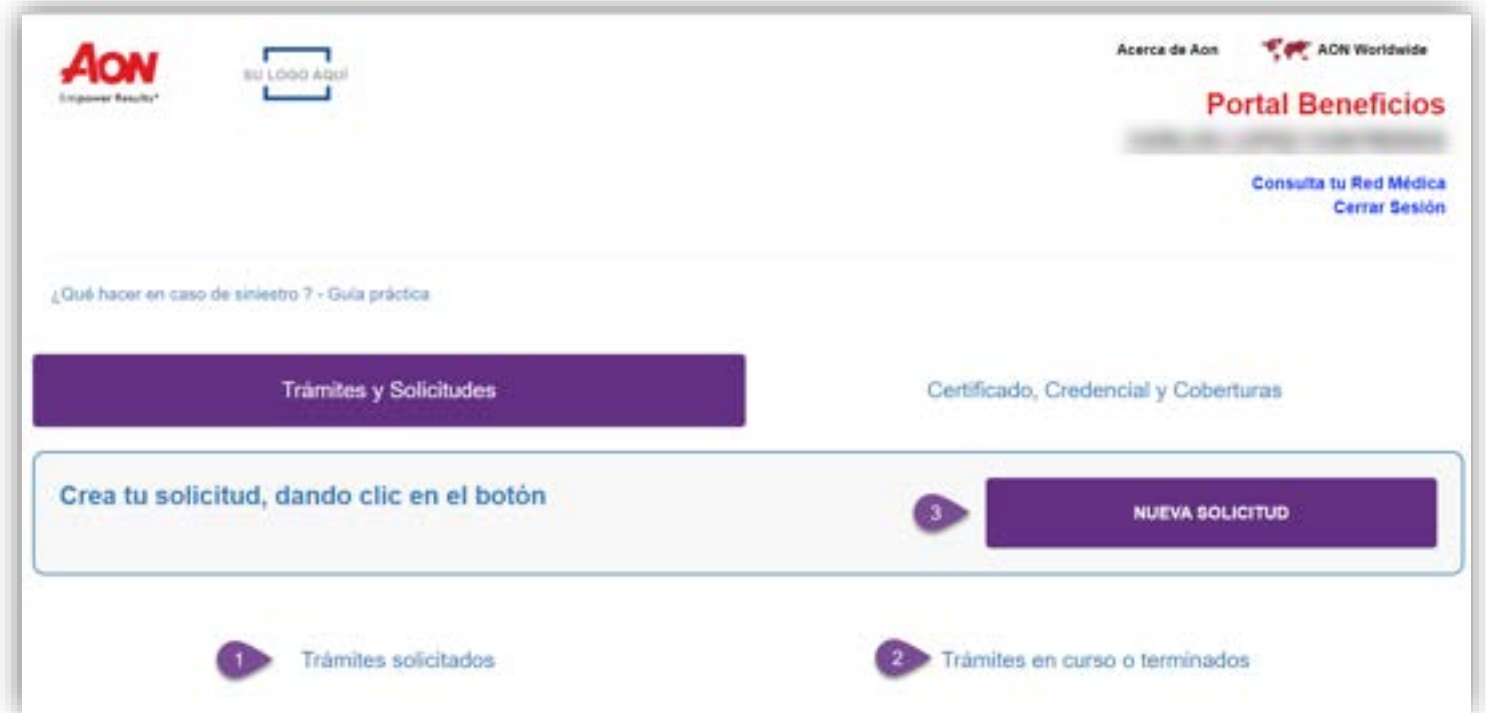 AON
Empower Results®
SU LOGO AQUÍ
Acerca de Aon
AON Worldwide
Portal Beneficios
Consulta tu Red Médica
Cerrar Sesión
¿Qué hacer en caso de siniestro ? - Guía práctica
Trámites y Solicitudes
Certificado, Credencial y Coberturas
Crea tu solicitud, dando clic en el botón
3
NUEVA SOLICITUD
1 Trámites solicitados
2 Trámites en curso o terminados